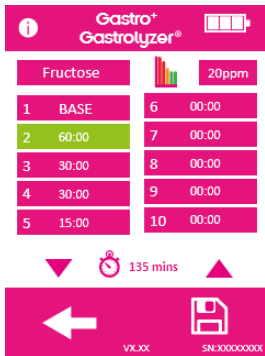 Gastro+
Gastrolyzer®
Fructose
20ppm
1 BASE
2 60:00
3 30:00
4 30:00
5 15:00
6 00:00
7 00:00
8 00:00
9 00:00
10 00:00
135 mins
VX.XX
SN:XXXXXXXX